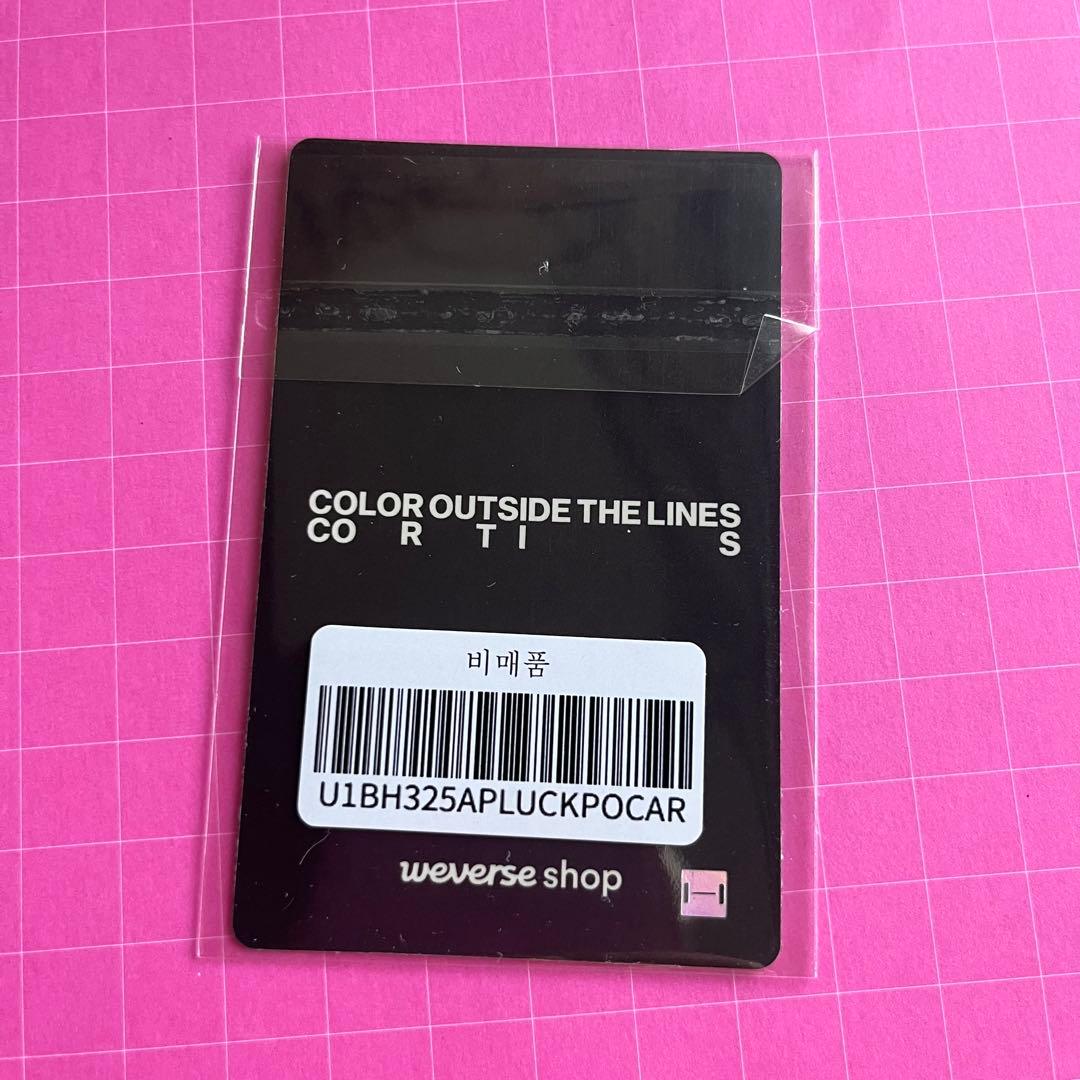 COLOR OUTSIDE THE LINES
CO R T I S
비매품
U1BH325APLUCKPOCAR
weverse shop